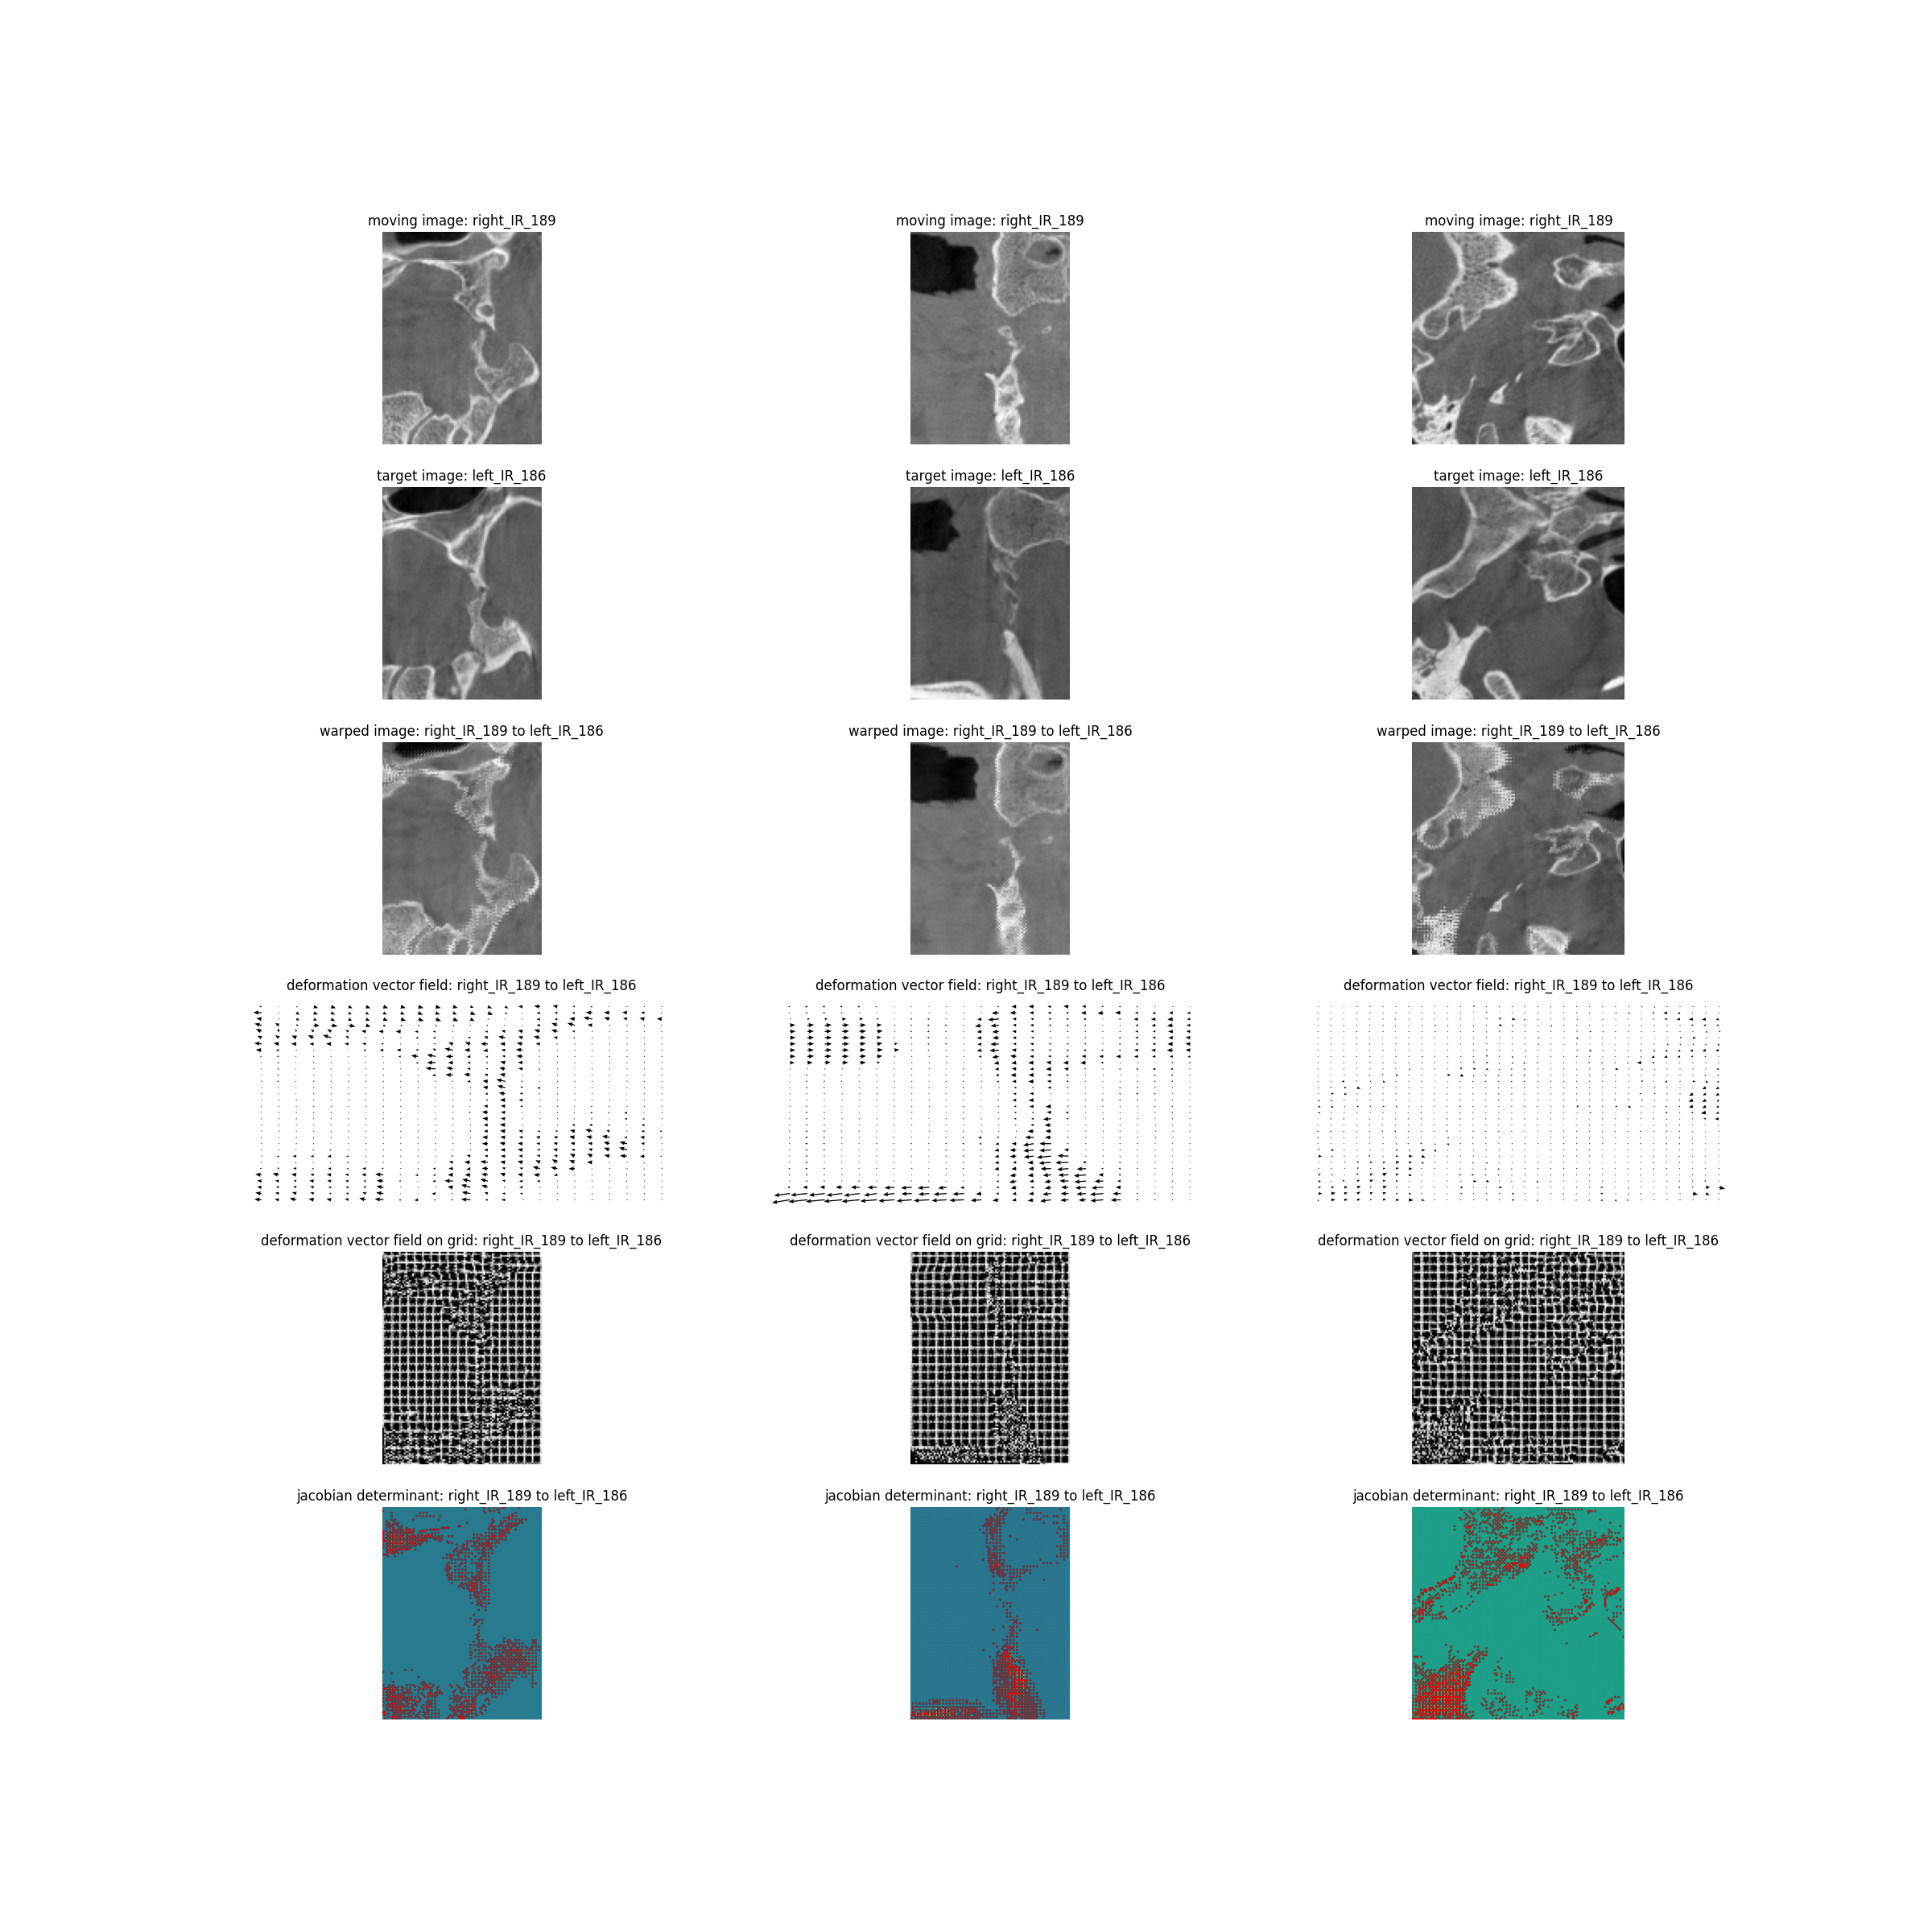 moving image: right_IR_189 moving image: right_IR_189 moving image: right_IR_189
target image: left_IR_186 target image: left_IR_186 target image: left_IR_186
warped image: right_IR_189 to left_IR_186 warped image: right_IR_189 to left_IR_186 warped image: right_IR_189 to left_IR_186
deformation vector field: right_IR_189 to left_IR_186 deformation vector field: right_IR_189 to left_IR_186 deformation vector field: right_IR_189 to left_IR_186
deformation vector field on grid: right_IR_189 to left_IR_186 deformation vector field on grid: right_IR_189 to left_IR_186 deformation vector field on grid: right_IR_189 to left_IR_186
jacobian determinant: right_IR_189 to left_IR_186 jacobian determinant: right_IR_189 to left_IR_186 jacobian determinant: right_IR_189 to left_IR_186